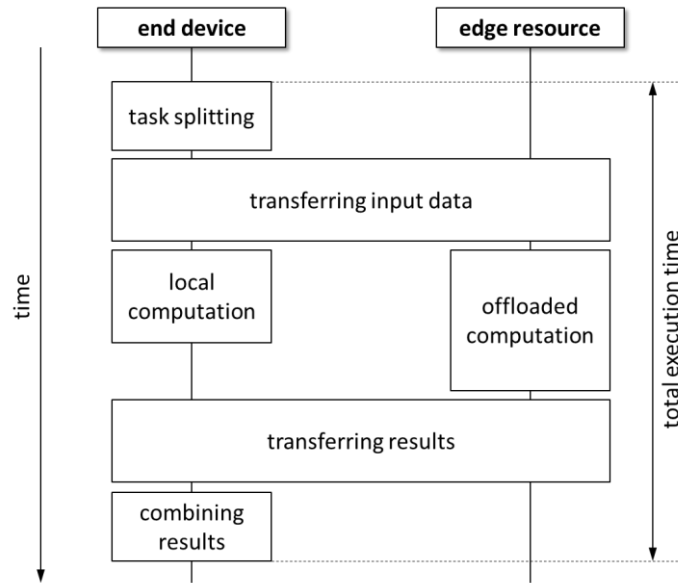 end device
edge resource
task splitting
transferring input data
local
computation
offloaded
computation
transferring results
combining
results
time
total execution time